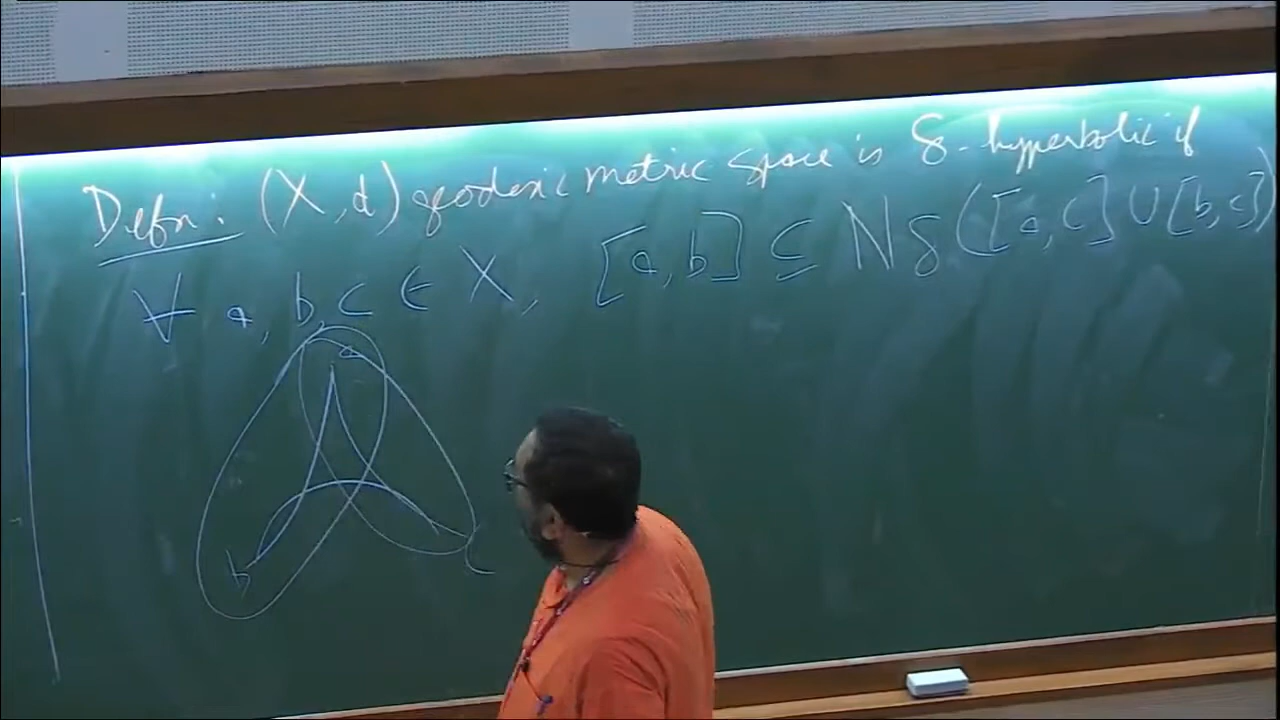 Defn: (X, d) geodesic metric space is δ-hyperbolic if
∀ a, b, c ∈ X, [a, b] ⊆ Nδ([a, c] ∪ [b, c])
a
b
c